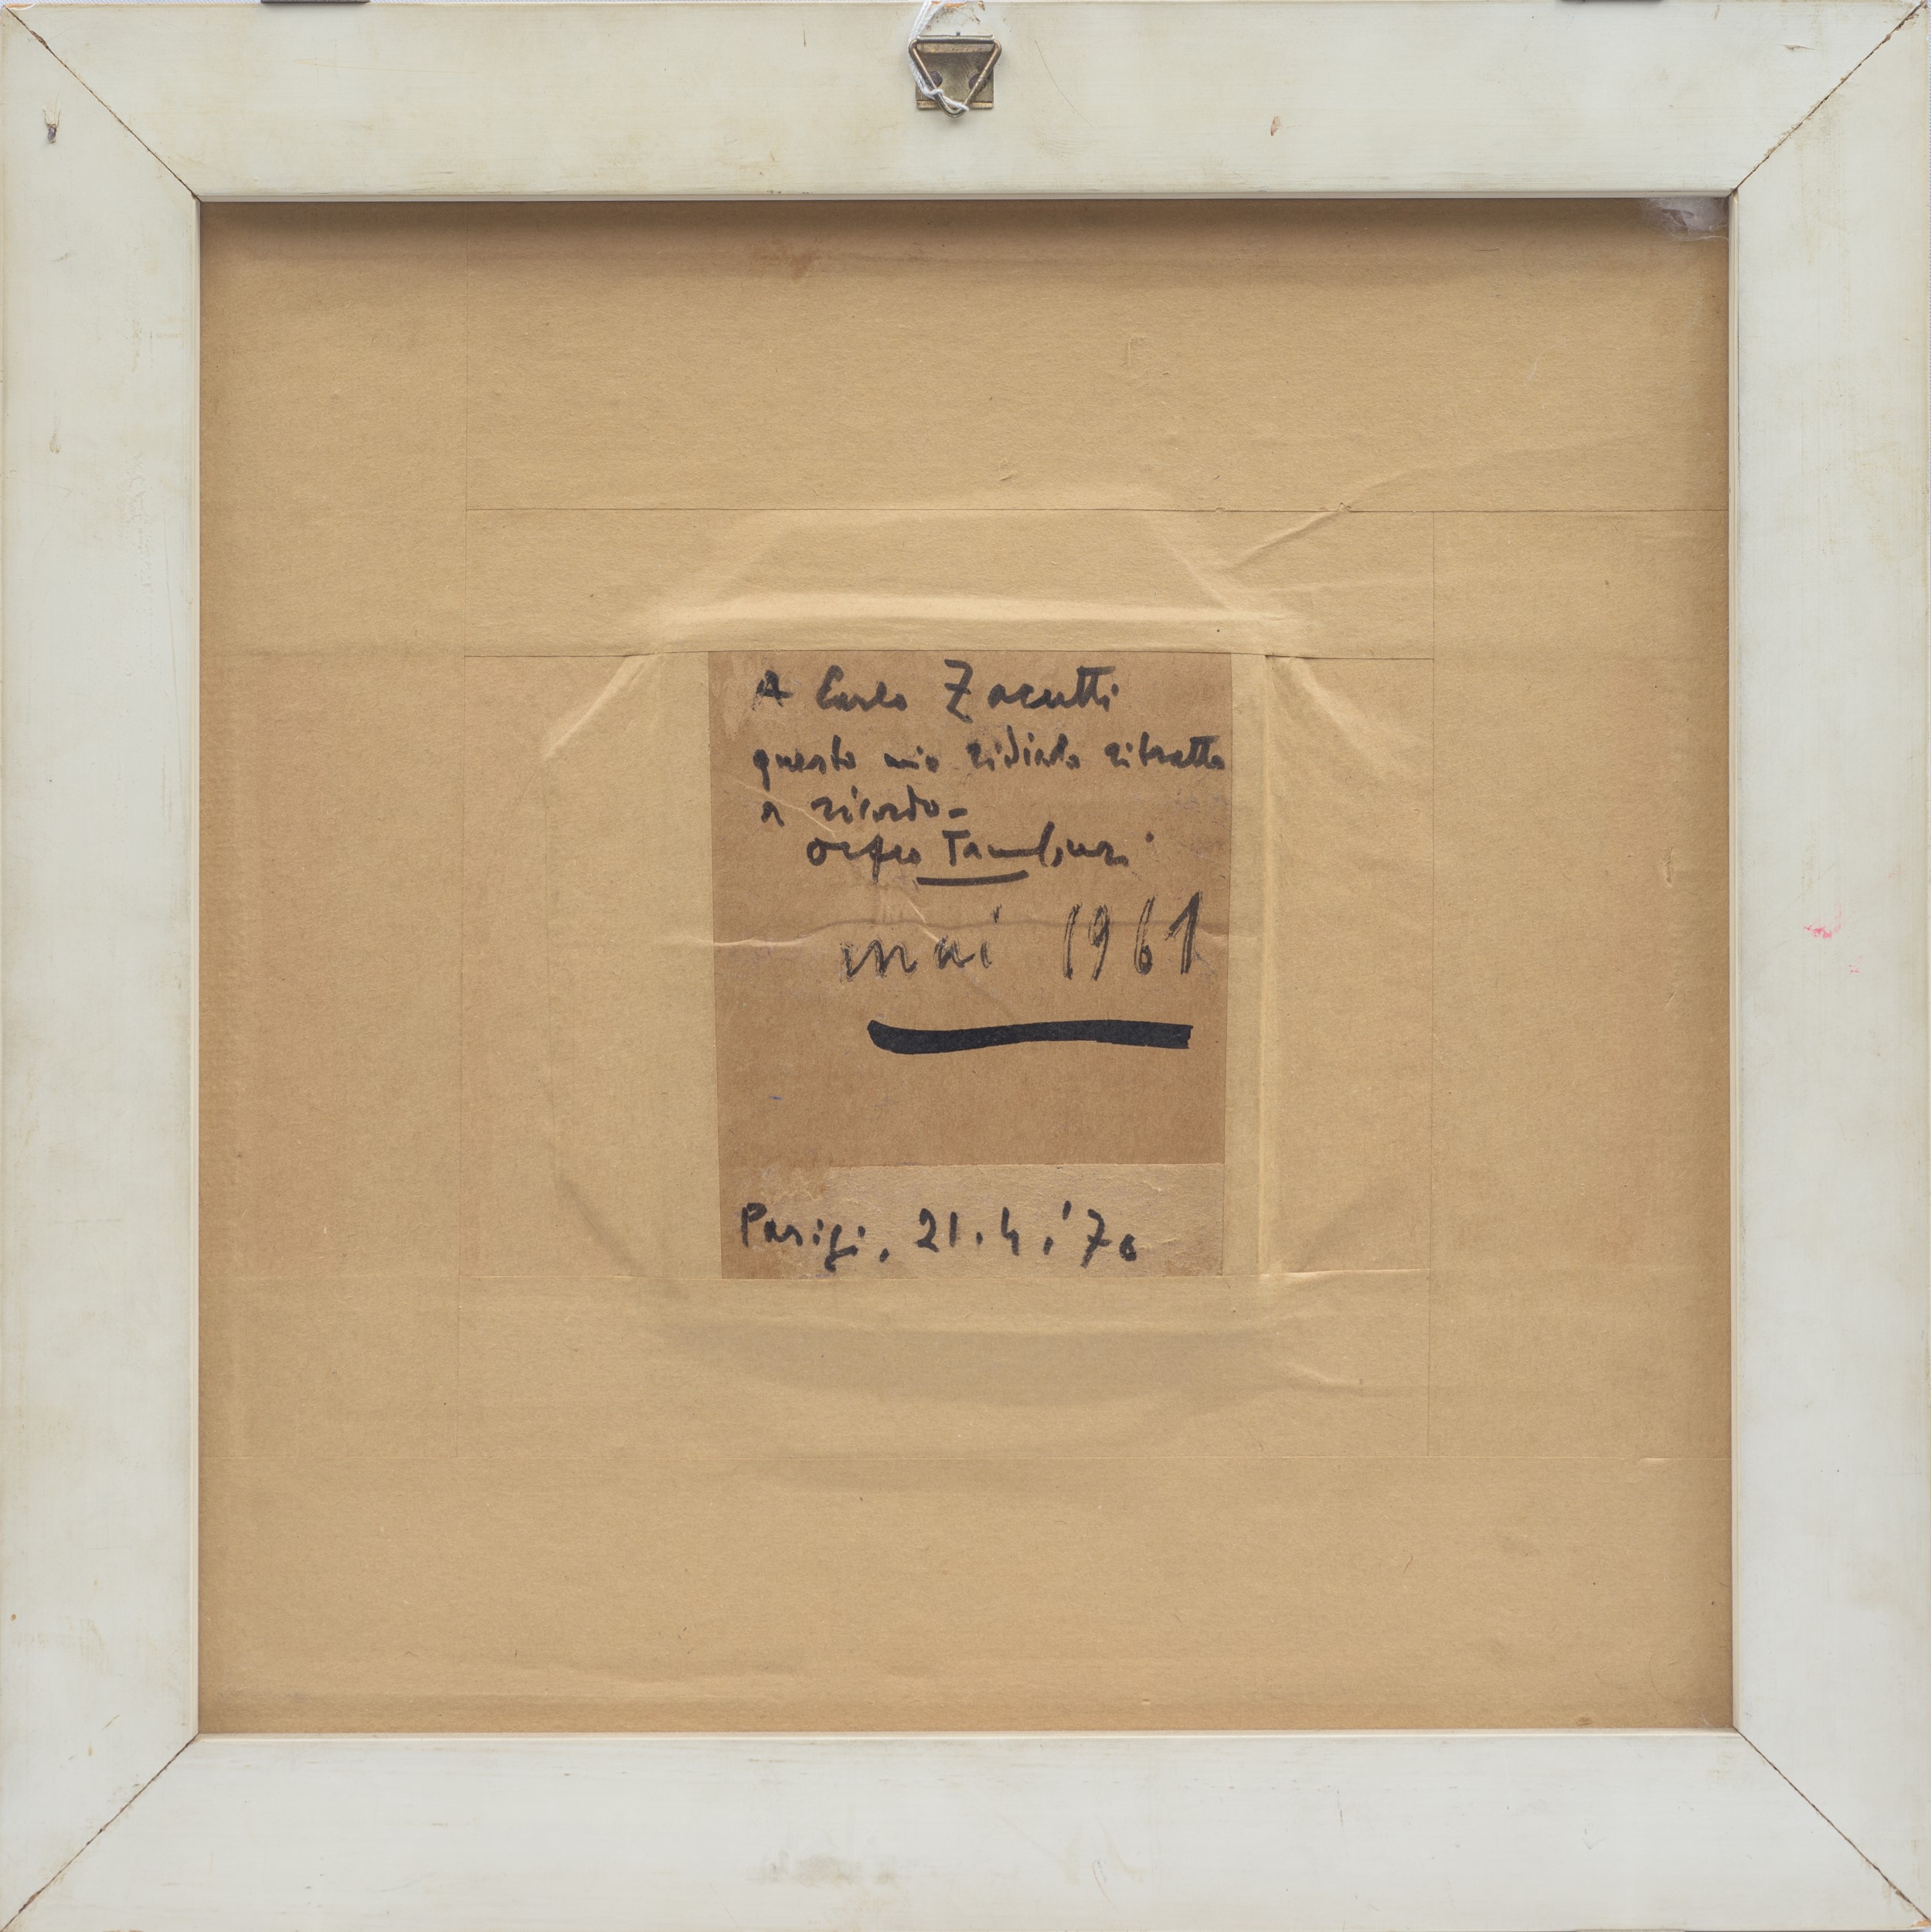 A Carlo Zacutti
questo mio ridicolo ritratto
a ricordo-
Orfeo Tamburi
mai 1961
Parigi, 21.4.'70